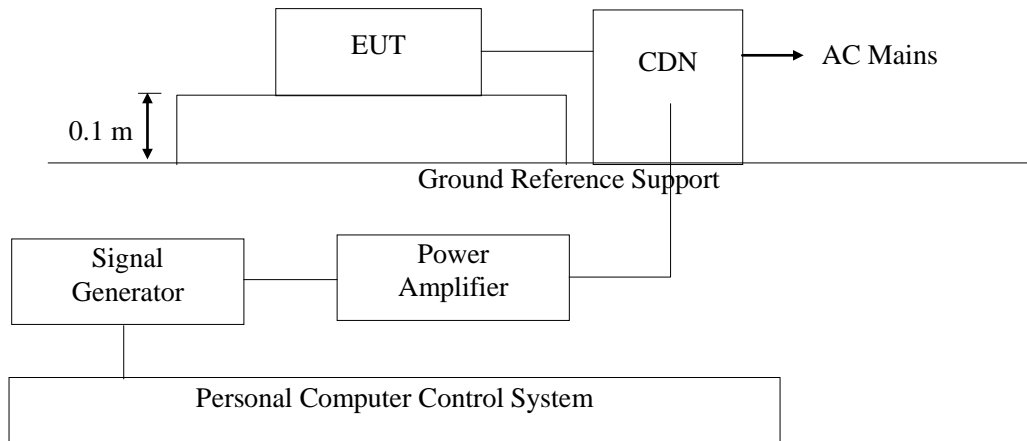 EUT
CDN
AC Mains
0.1 m
Ground Reference Support
Signal
Generator
Power
Amplifier
Personal Computer Control System